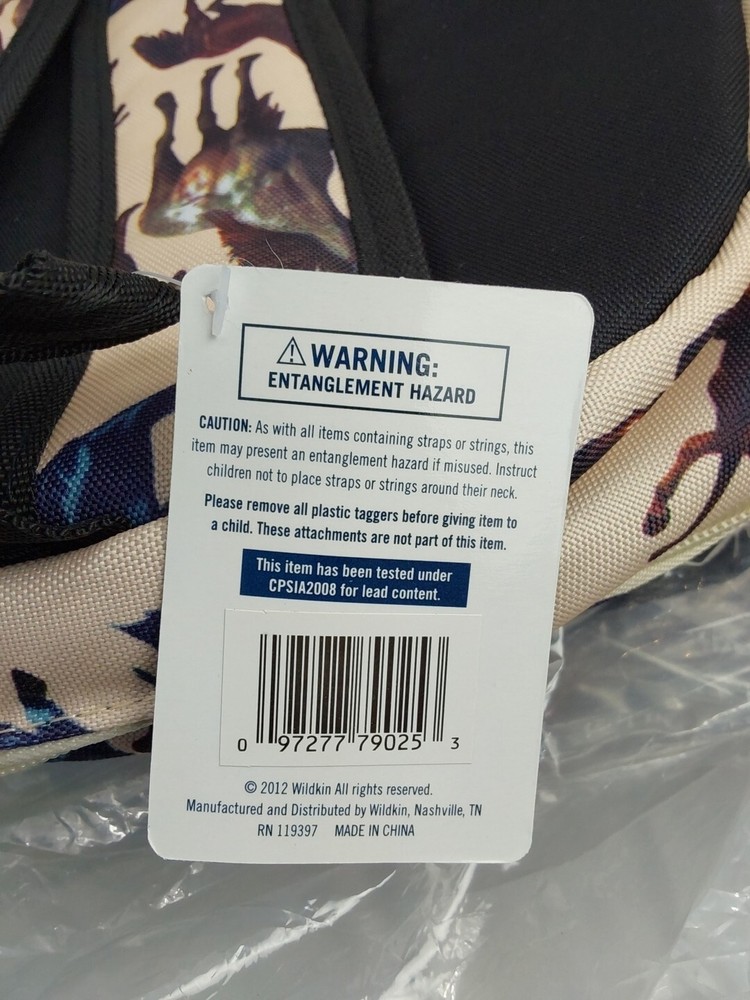 ⚠ WARNING:
ENTANGLEMENT HAZARD
CAUTION: As with all items containing straps or strings, this
item may present an entanglement hazard if misused. Instruct
children not to place straps or strings around their neck.
Please remove all plastic taggers before giving item to
a child. These attachments are not part of this item.
This item has been tested under
CPSIA2008 for lead content.
0 97277 79025 3
© 2012 Wildkin All rights reserved.
Manufactured and Distributed by Wildkin, Nashville, TN
RN 119397 MADE IN CHINA